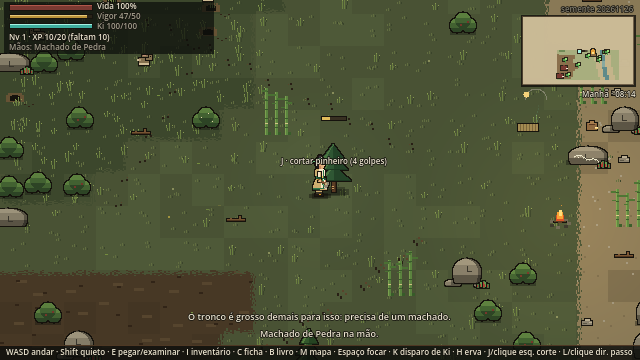 Vida 100%
Vigor 47/50
Ki 100/100
Nv 1 · XP 10/20 (faltam 10)
Mãos: Machado de Pedra
semente 20261126
Manhã · 08:14
J · cortar pinheiro (4 golpes)
O tronco é grosso demais para isso: precisa de um machado.
Machado de Pedra na mão.
WASD andar · Shift quieto · E pegar/examinar · I inventário · C ficha · B livro · M mapa · Espaço focar · K disparo de Ki · H erva · J/clique esq. corte · L/clique dir. passo